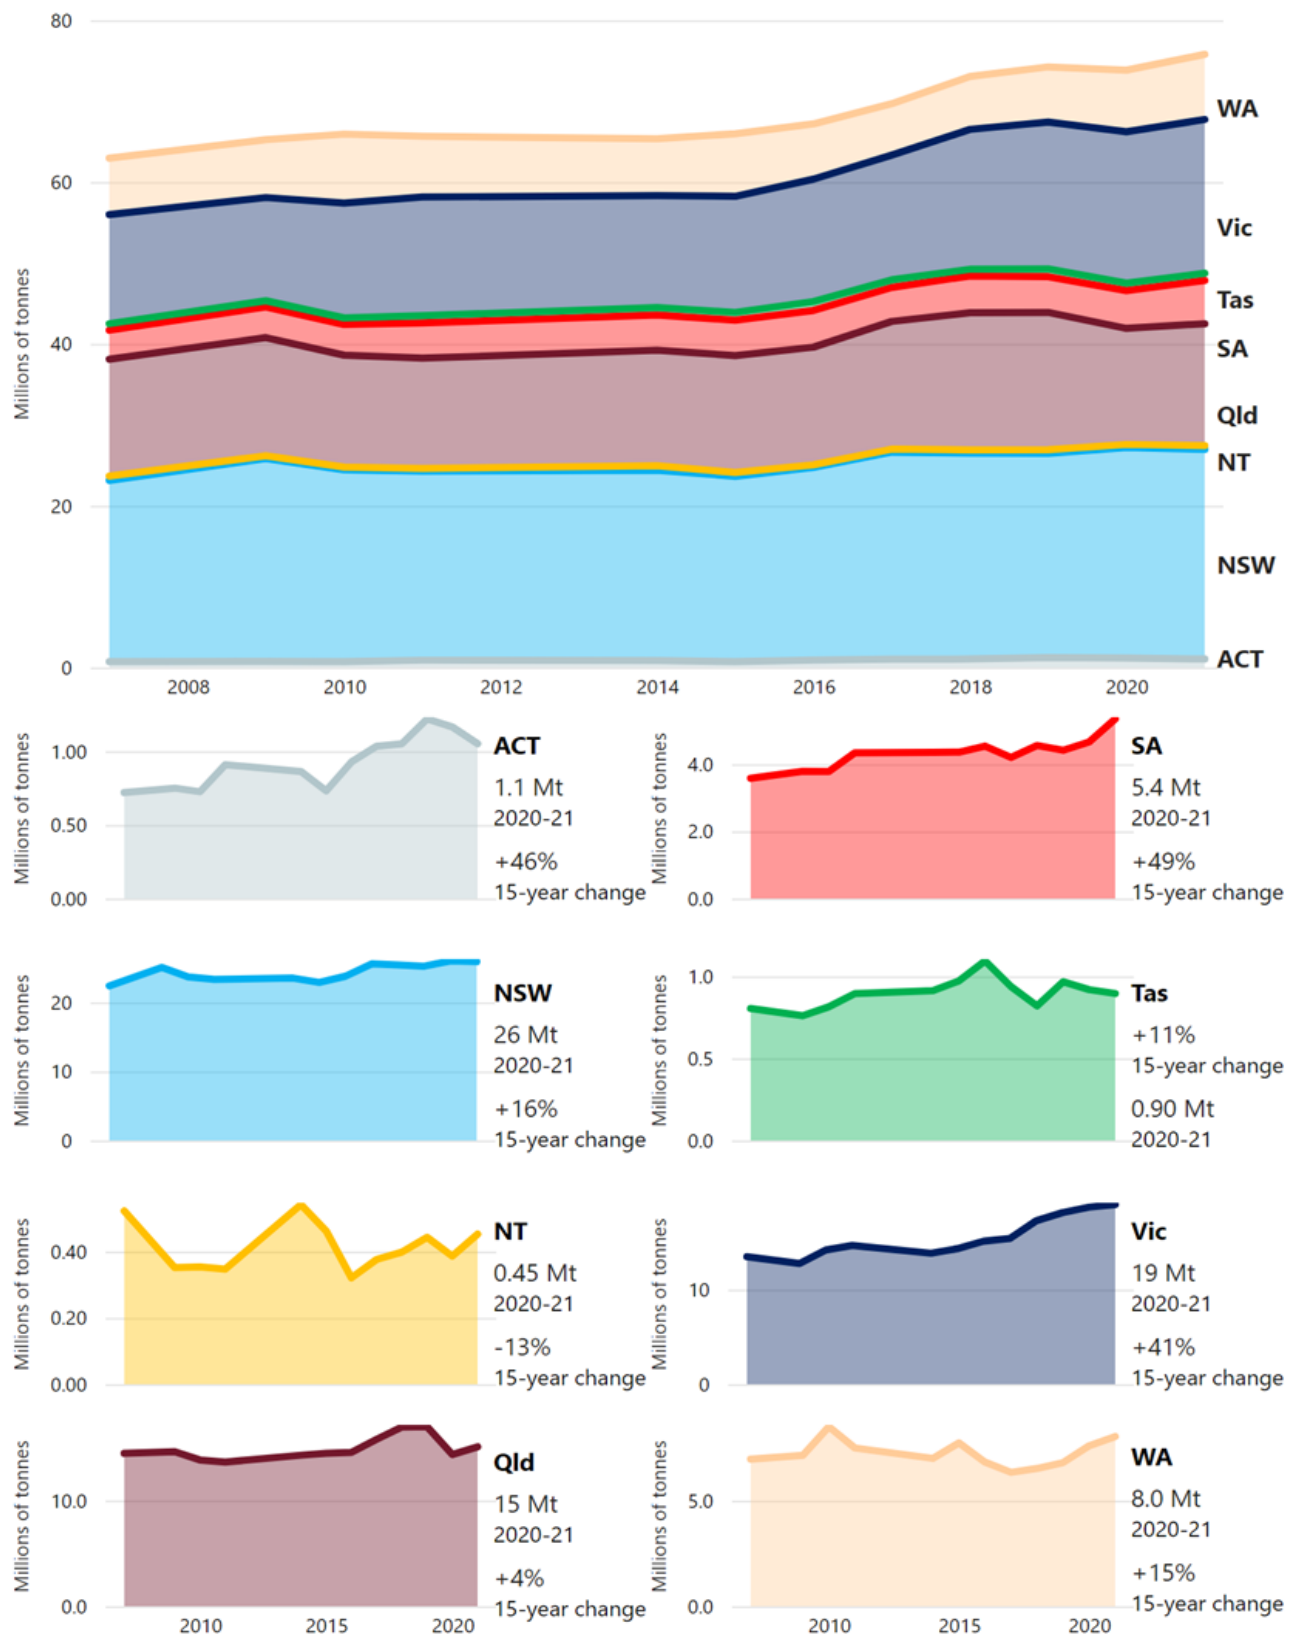 80
60
40
20
0
Millions of tonnes
2008
2010
2012
2014
2016
2018
2020
WA
Vic
Tas
SA
Qld
NT
NSW
ACT
Millions of tonnes
1.00
0.50
0.00
ACT
1.1 Mt
2020-21
+46%
15-year change
Millions of tonnes
4.0
2.0
0.0
SA
5.4 Mt
2020-21
+49%
15-year change
Millions of tonnes
20
10
0
NSW
26 Mt
2020-21
+16%
15-year change
Millions of tonnes
1.0
0.5
0.0
Tas
+11%
15-year change
0.90 Mt
2020-21
Millions of tonnes
0.40
0.20
0.00
NT
0.45 Mt
2020-21
-13%
15-year change
Millions of tonnes
10
0
Vic
19 Mt
2020-21
+41%
15-year change
Millions of tonnes
10.0
0.0
Qld
15 Mt
2020-21
+4%
15-year change
2010
2015
2020
Millions of tonnes
5.0
0.0
WA
8.0 Mt
2020-21
+15%
15-year change
2010
2015
2020